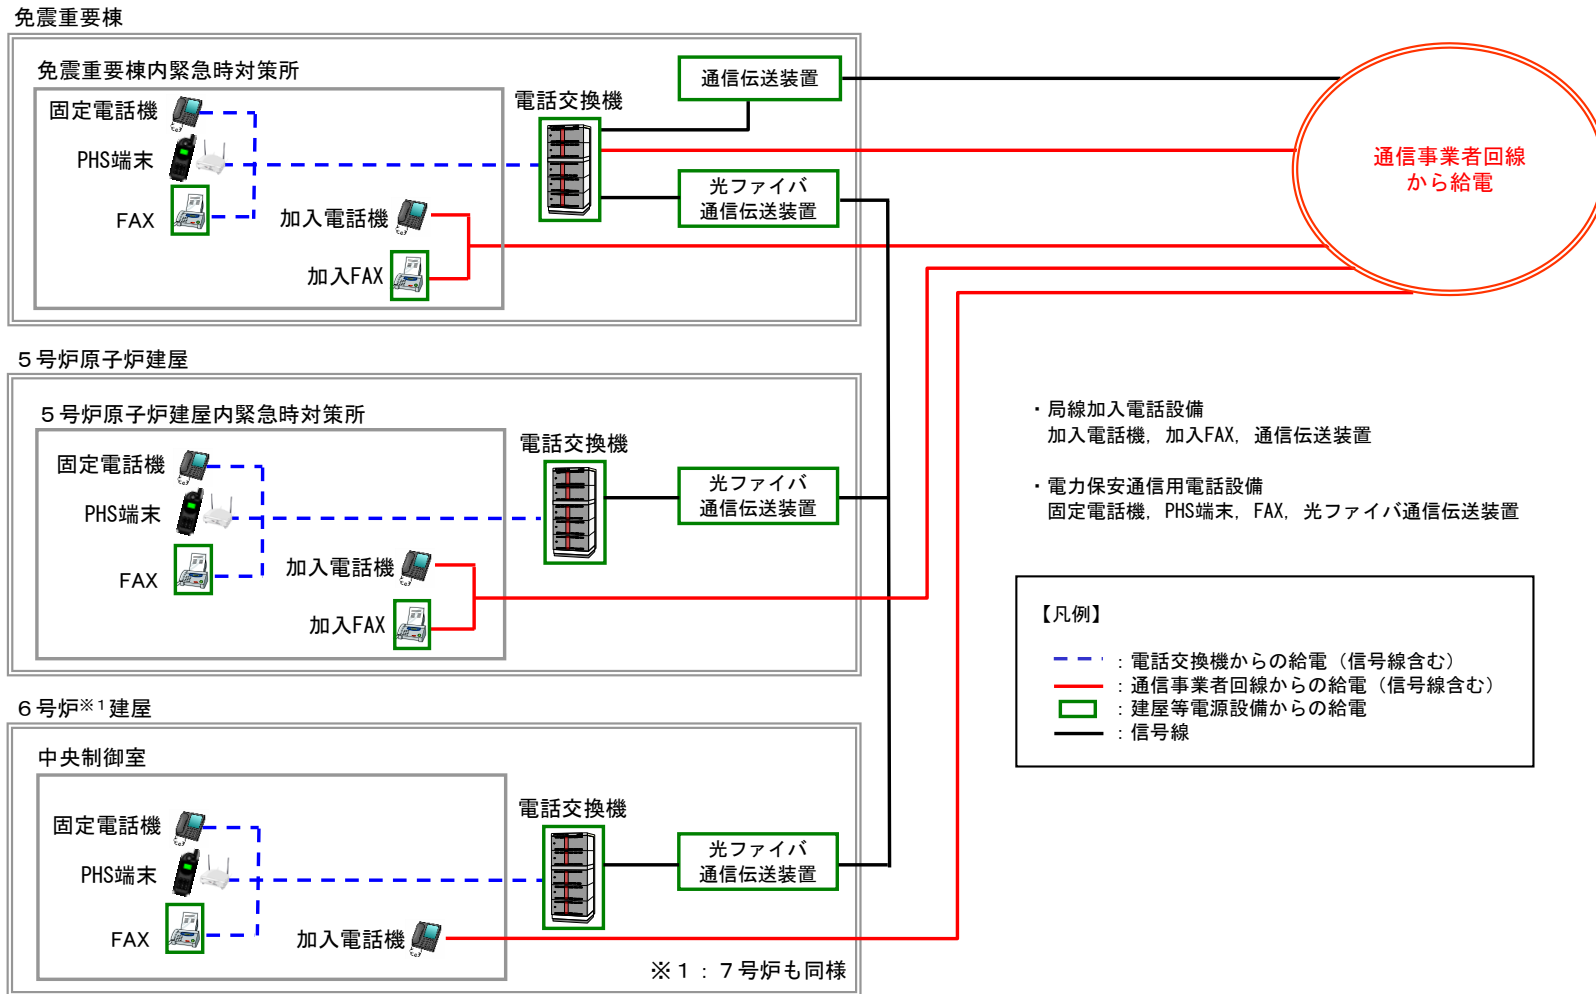 免震重要棟
免震重要棟内緊急時対策所
固定電話機
PHS端末
FAX
加入電話機
加入FAX
電話交換機
通信伝送装置
光ファイバ
通信伝送装置
通信事業者回線
から給電
5号炉原子炉建屋
5号炉原子炉建屋内緊急時対策所
固定電話機
PHS端末
FAX
加入電話機
加入FAX
電話交換機
光ファイバ
通信伝送装置
・局線加入電話設備
加入電話機, 加入FAX, 通信伝送装置
・電力保安通信用電話設備
固定電話機, PHS端末, FAX, 光ファイバ通信伝送装置
【凡例】
：電話交換機からの給電（信号線含む）
：通信事業者回線からの給電（信号線含む）
：建屋等電源設備からの給電
：信号線
6号炉※1建屋
中央制御室
固定電話機
PHS端末
FAX
加入電話機
電話交換機
光ファイバ
通信伝送装置
※1：7号炉も同様